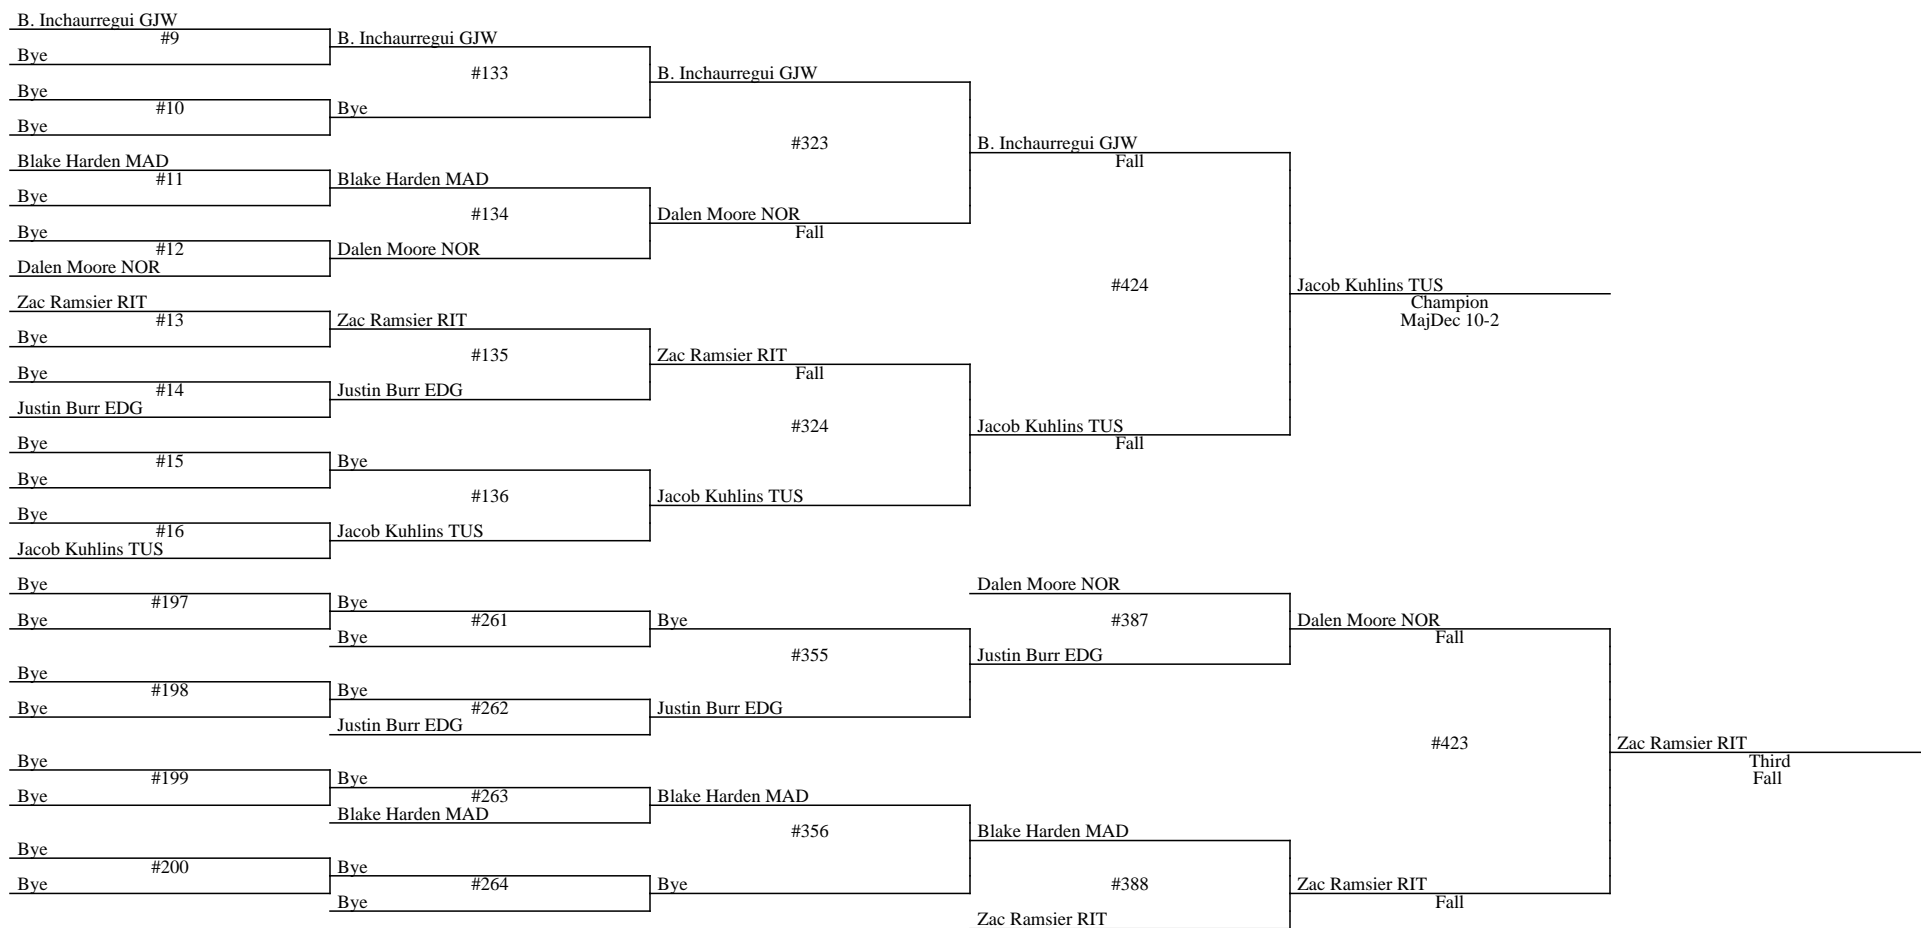 B. Inchaurregui GJW
#9
B. Inchaurregui GJW
Bye
#133
B. Inchaurregui GJW
Bye
#10
Bye
Bye
#323
B. Inchaurregui GJW
Fall
Blake Harden MAD
#11
Blake Harden MAD
Bye
#134
Dalen Moore NOR
Fall
Bye
#12
Dalen Moore NOR
Dalen Moore NOR
#424
Jacob Kuhlins TUS
Champion
MajDec 10-2
Zac Ramsier RIT
#13
Zac Ramsier RIT
Bye
#135
Zac Ramsier RIT
Fall
Bye
#14
Justin Burr EDG
Justin Burr EDG
#324
Jacob Kuhlins TUS
Fall
Bye
#15
Bye
Bye
#136
Jacob Kuhlins TUS
Bye
#16
Jacob Kuhlins TUS
Jacob Kuhlins TUS
Bye
#197
Bye
Bye
#261
Bye
Bye
#355
Dalen Moore NOR
#387
Dalen Moore NOR
Fall
Justin Burr EDG
Bye
#198
Bye
Bye
#262
Justin Burr EDG
Justin Burr EDG
#423
Zac Ramsier RIT
Third
Fall
Bye
#199
Bye
Bye
#263
Blake Harden MAD
Blake Harden MAD
#356
Blake Harden MAD
Bye
#200
Bye
Bye
#264
Bye
Bye
#388
Zac Ramsier RIT
Fall
Zac Ramsier RIT